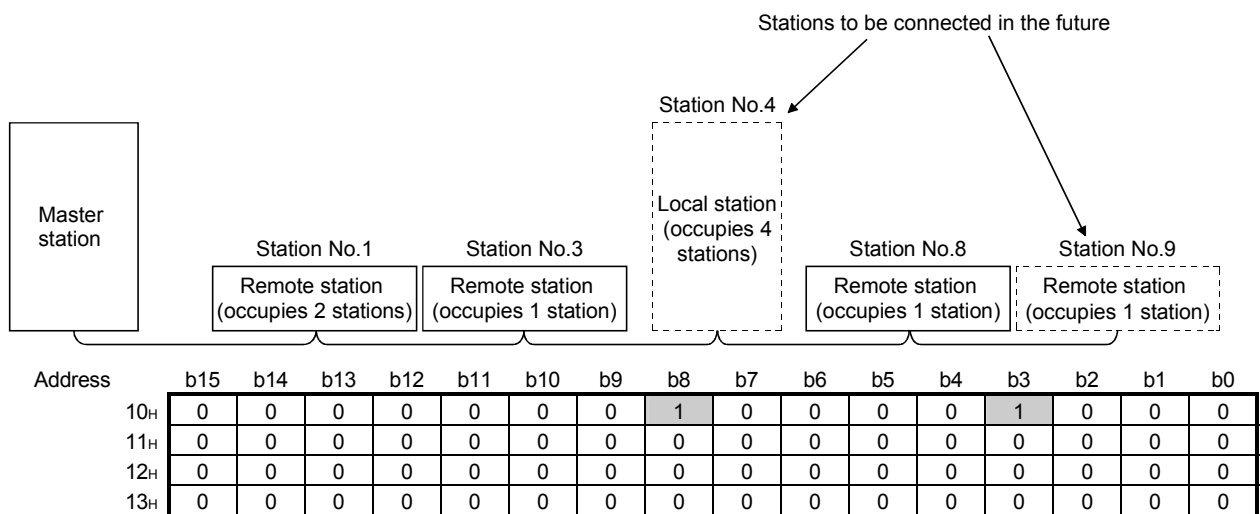 Stations to be connected in the future
Station No.4
Master
station
Local station
(occupies 4
stations)
Station No.1
Station No.3
Station No.8
Station No.9
Remote station
(occupies 2 stations)
Remote station
(occupies 1 station)
Remote station
(occupies 1 station)
Remote station
(occupies 1 station)
Address b15 b14 b13 b12 b11 b10 b9 b8 b7 b6 b5 b4 b3 b2 b1 b0
10H 0 0 0 0 0 0 0 1 0 0 0 0 1 0 0 0
11H 0 0 0 0 0 0 0 0 0 0 0 0 0 0 0 0
12H 0 0 0 0 0 0 0 0 0 0 0 0 0 0 0 0
13H 0 0 0 0 0 0 0 0 0 0 0 0 0 0 0 0